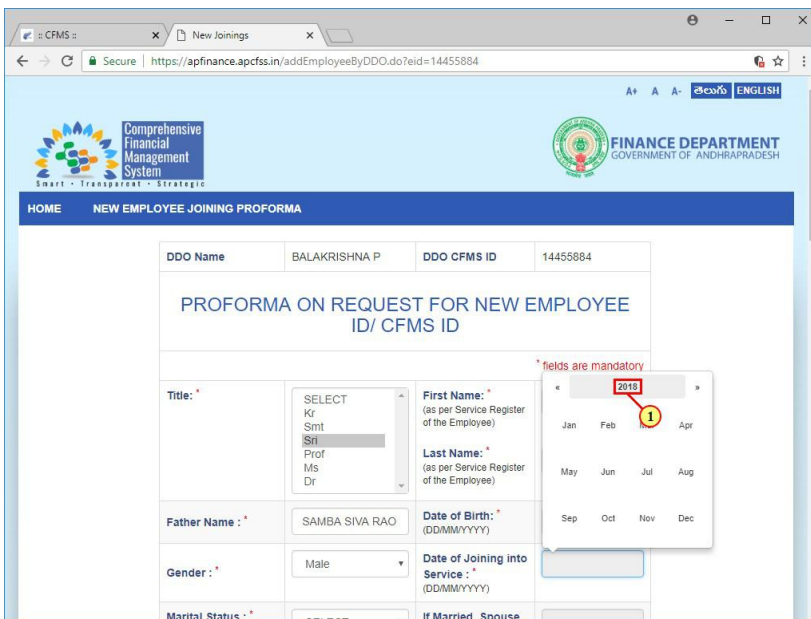 :: CFMS ::
New Joinings
Secure
https://apfinance.apcfss.in/addEmployeeByDDO.do?eid=14455884
A+ A A- తెలుగు ENGLISH
Comprehensive
Financial
Management
System
Smart • Transparent • Strategic
FINANCE DEPARTMENT
GOVERNMENT OF ANDHRAPRADESH
HOME NEW EMPLOYEE JOINING PROFORMA
DDO Name BALAKRISHNA P DDO CFMS ID 14455884
PROFORMA ON REQUEST FOR NEW EMPLOYEE
ID/ CFMS ID
* fields are mandatory
Title: *
SELECT
Kr
Smt
Sri
Prof
Ms
Dr
First Name: *
(as per Service Register
of the Employee)
Last Name: *
(as per Service Register
of the Employee)
« 2018 »
1
Jan Feb Apr
May Jun Jul Aug
Sep Oct Nov Dec
Father Name : * SAMBA SIVA RAO
Date of Birth: *
(DD/MM/YYYY)
Gender : * Male
Date of Joining into
Service : *
(DD/MM/YYYY)
Marital Status : *
SELECT
If Married, Spouse